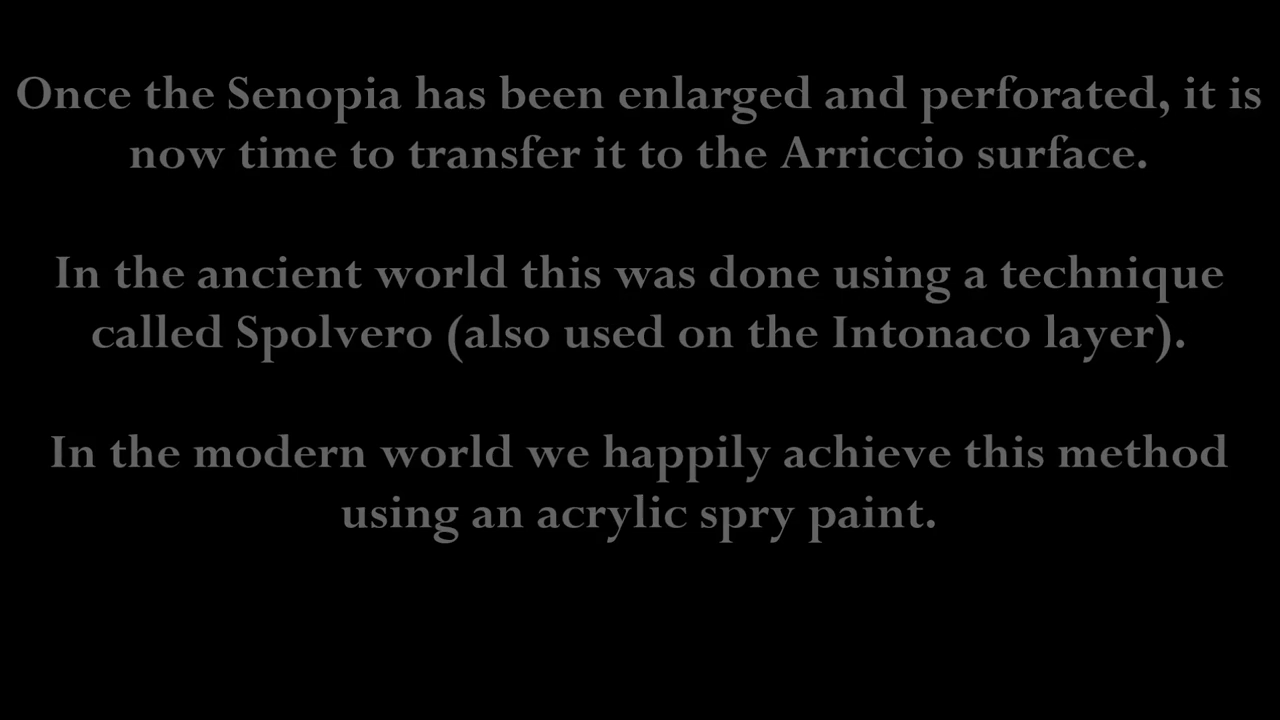 Once the Senopia has been enlarged and perforated, it is
now time to transfer it to the Arriccio surface.
In the ancient world this was done using a technique
called Spolvero (also used on the Intonaco layer).
In the modern world we happily achieve this method
using an acrylic spry paint.